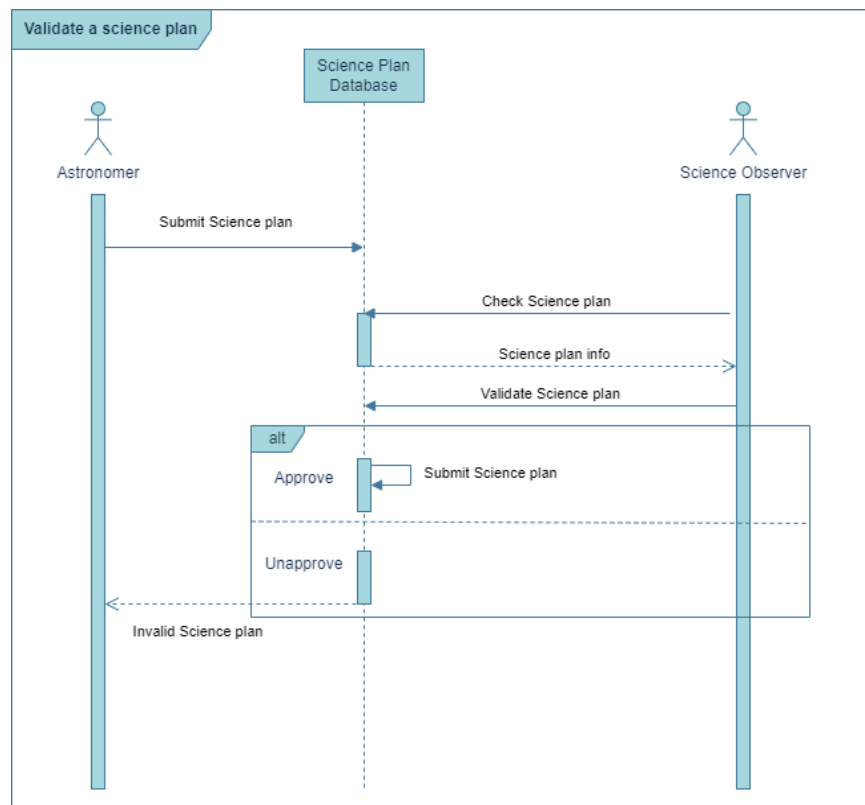 Validate a science plan
Science Plan
Database
Astronomer
Science Observer
Submit Science plan
Check Science plan
Science plan info
Validate Science plan
alt
Approve
Submit Science plan
Unapprove
Invalid Science plan